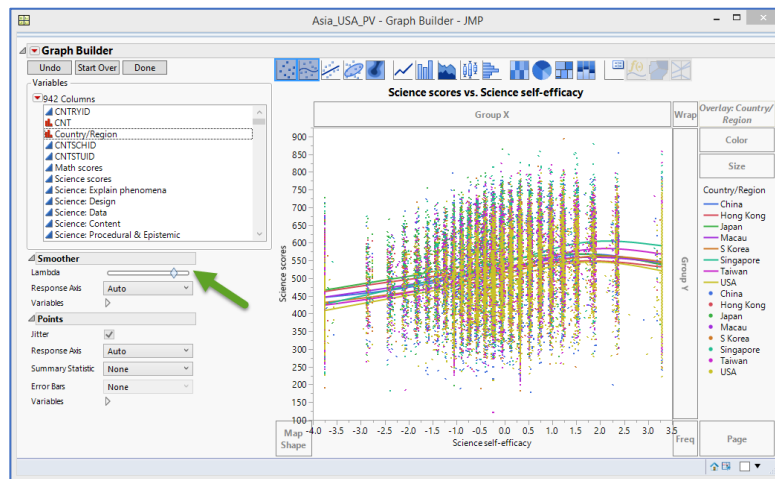 Asia_USA_PV - Graph Builder - JMP
Graph Builder
Undo Start Over Done
Variables
942 Columns
CNTRYID
CNT
Country/Region
CNTSCHID
CNTSTUID
Math scores
Science scores
Science: Explain phenomena
Science: Design
Science: Data
Science: Content
Science: Procedural & Epistemic
Smoother
Lambda
Response Axis Auto
Variables
Points
Jitter
Response Axis Auto
Summary Statistic None
Error Bars None
Variables
Science scores vs. Science self-efficacy
Group X
Wrap
Overlay: Country/
Region
Color
Size
Science scores
900
850
800
750
700
650
600
550
500
450
400
350
300
250
200
150
100
Group Y
Country/Region
China
Hong Kong
Japan
Macau
S Korea
Singapore
Taiwan
USA
China
Hong Kong
Japan
Macau
S Korea
Singapore
Taiwan
USA
-4.0 -3.5 -3.0 -2.5 -2.0 -1.5 -1.0 -0.5 0.0 0.5 1.0 1.5 2.0 2.5 3.0 3.5
Science self-efficacy
Map
Shape
Freq
Page